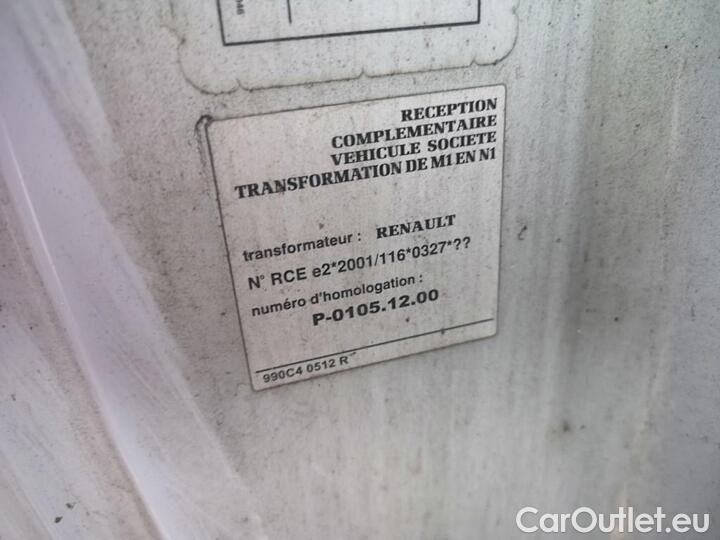 RECEPTION
COMPLEMENTAIRE
VEHICULE SOCIETE
TRANSFORMATION DE M1 EN N1
transformateur : RENAULT
N° RCE e2*2001/116*0327*??
numéro d'homologation :
P-0105.12.00
990C4 0512 R
CarOutlet.eu